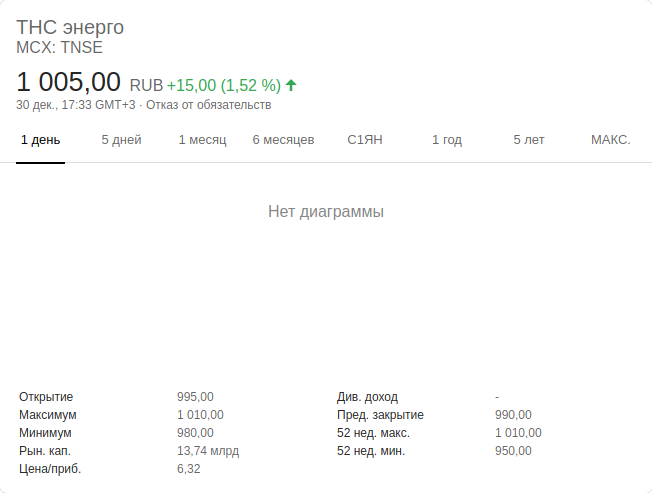 ТНС энерго
MCX: TNSE
1 005,00 RUB +15,00 (1,52 %)
30 дек., 17:33 GMT+3 · Отказ от обязательств
1 день 5 дней 1 месяц 6 месяцев С1ЯН 1 год 5 лет МАКС.
Нет диаграммы
Открытие 995,00 Див. доход -
Максимум 1 010,00 Пред. закрытие 990,00
Минимум 980,00 52 нед. макс. 1 010,00
Рын. кап. 13,74 млрд 52 нед. мин. 950,00
Цена/приб. 6,32